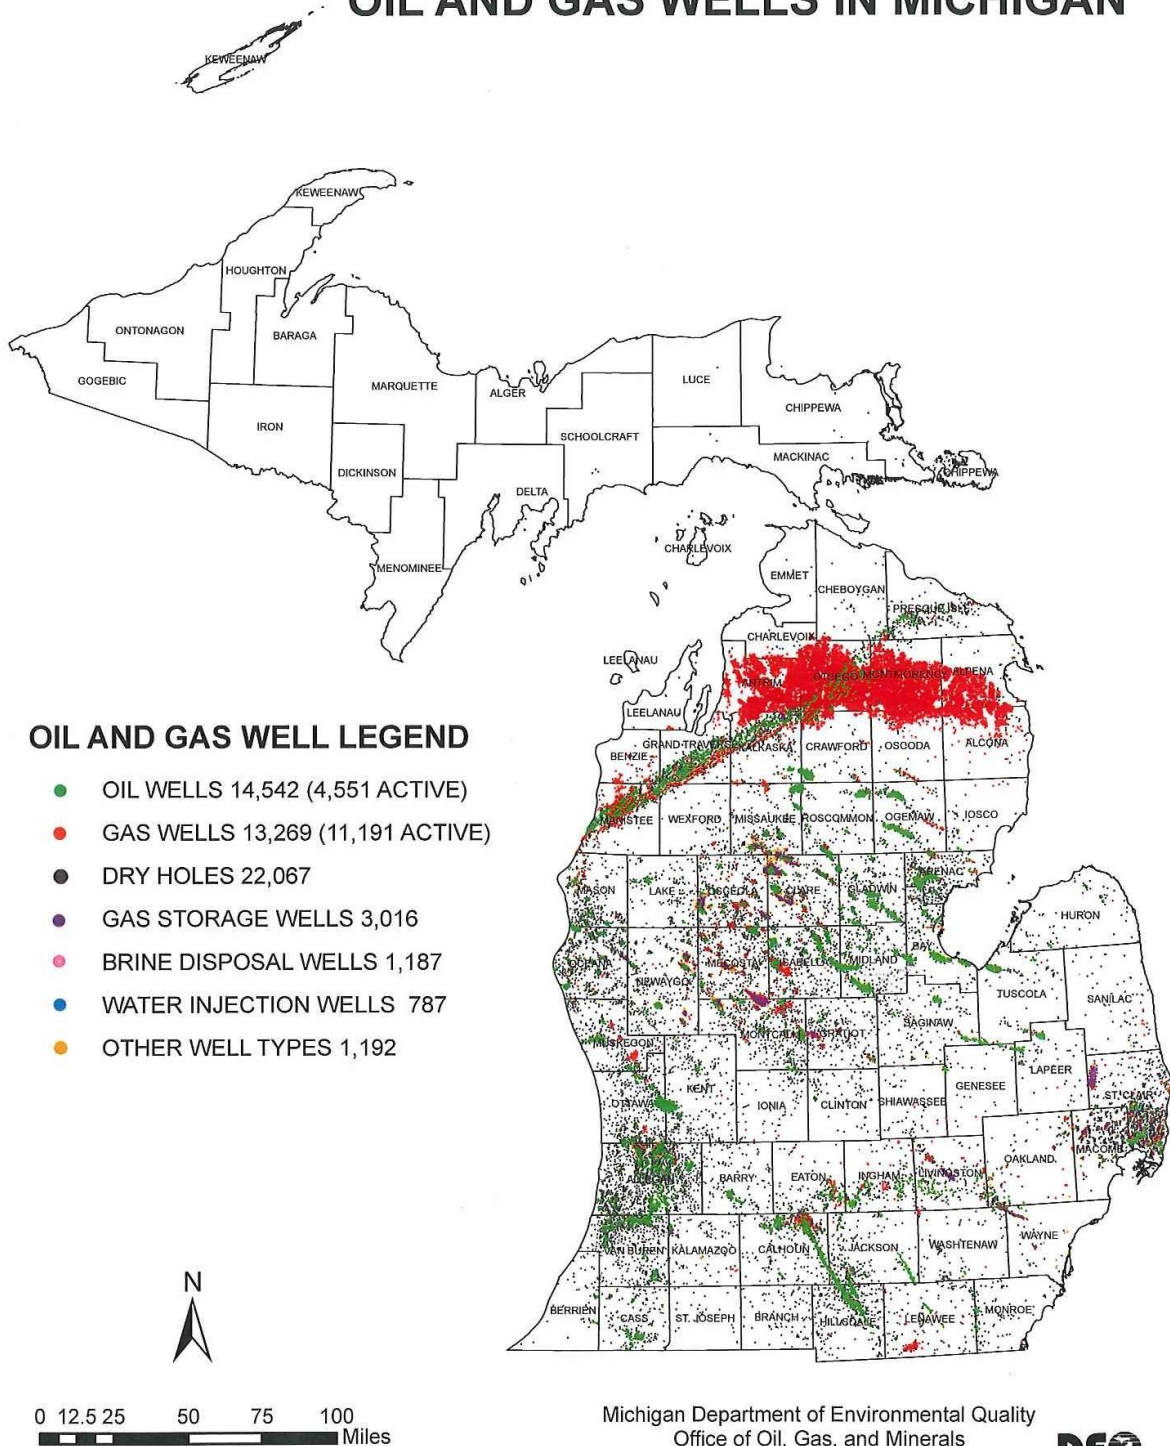 OIL AND GAS WELLS IN MICHIGAN
KEWEENAW
KEWEENAW
HOUGHTON
ONTONAGON
BARAGA
GOGEBIC
MARQUETTE
ALGER
LUCE
CHIPPEWA
IRON
SCHOOLCRAFT
MACKINAC
DICKINSON
CHIPPEWA
DELTA
CHARLEVOIX
MENOMINEE
EMMET
CHEBOYGAN
PRESQUE ISLE
CHARLEVOIX
LEELANAU
ANTRIM
OTSEGO
MONTMORENCY
ALPENA
LEELANAU
BENZIE
GRAND TRAVERSE
KALKASKA
CRAWFORD
OSCODA
ALCONA
MANISTEE
WEXFORD
MISSAUKEE
ROSCOMMON
OGEMAW
IOSCO
MASON
LAKE
OSCEOLA
CLARE
GLADWIN
ARENAC
HURON
OCEANA
NEWAYGO
MECOSTA
ISABELLA
MIDLAND
BAY
TUSCOLA
SANILAC
MUSKEGON
MONTCALM
GRATIOT
SAGINAW
LAPEER
OTTAWA
KENT
IONIA
CLINTON
SHIAWASSEE
GENESEE
ST. CLAIR
ALLEGAN
BARRY
EATON
INGHAM
LIVINGSTON
OAKLAND
MACOMB
VAN BUREN
KALAMAZOO
CALHOUN
JACKSON
WASHTENAW
WAYNE
BERRIEN
CASS
ST. JOSEPH
BRANCH
HILLSDALE
LENAWEE
MONROE
OIL AND GAS WELL LEGEND
OIL WELLS 14,542 (4,551 ACTIVE)
GAS WELLS 13,269 (11,191 ACTIVE)
DRY HOLES 22,067
GAS STORAGE WELLS 3,016
BRINE DISPOSAL WELLS 1,187
WATER INJECTION WELLS 787
OTHER WELL TYPES 1,192
N
0 12.5 25 50 75 100
Miles
Michigan Department of Environmental Quality
Office of Oil, Gas, and Minerals
DEQ